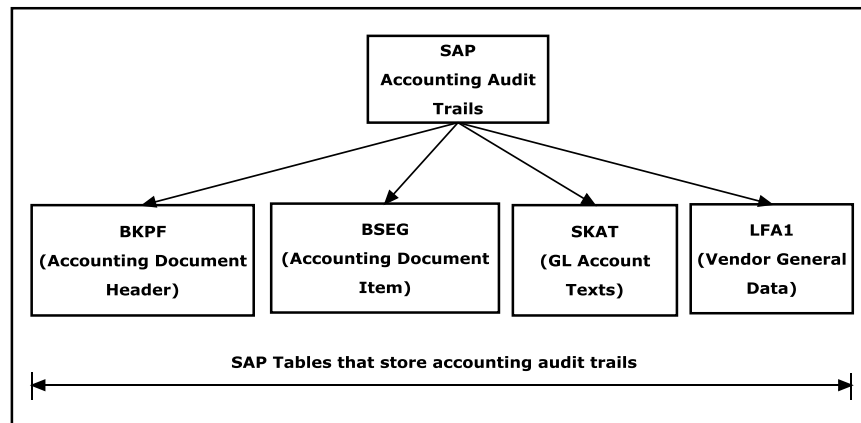 SAP
Accounting Audit
Trails
BKPF
(Accounting Document
Header)
BSEG
(Accounting Document
Item)
SKAT
(GL Account
Texts)
LFA1
(Vendor General
Data)
SAP Tables that store accounting audit trails